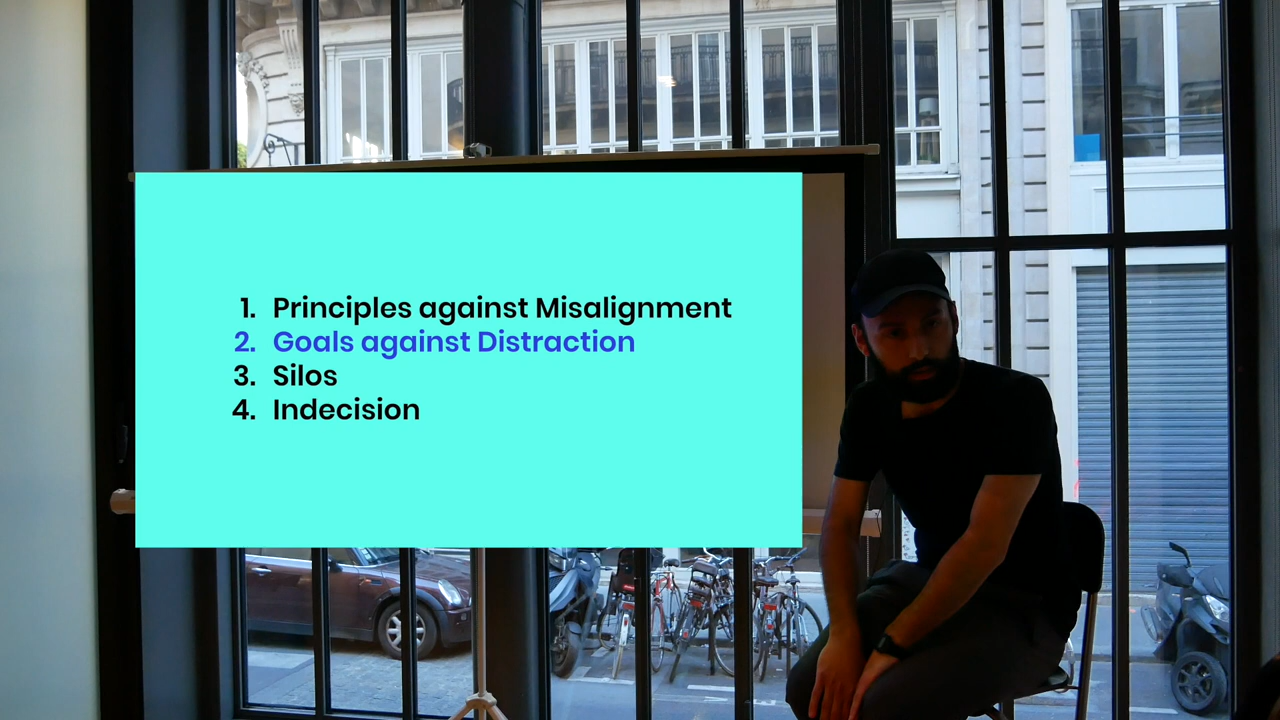 1. Principles against Misalignment
2. Goals against Distraction
3. Silos
4. Indecision